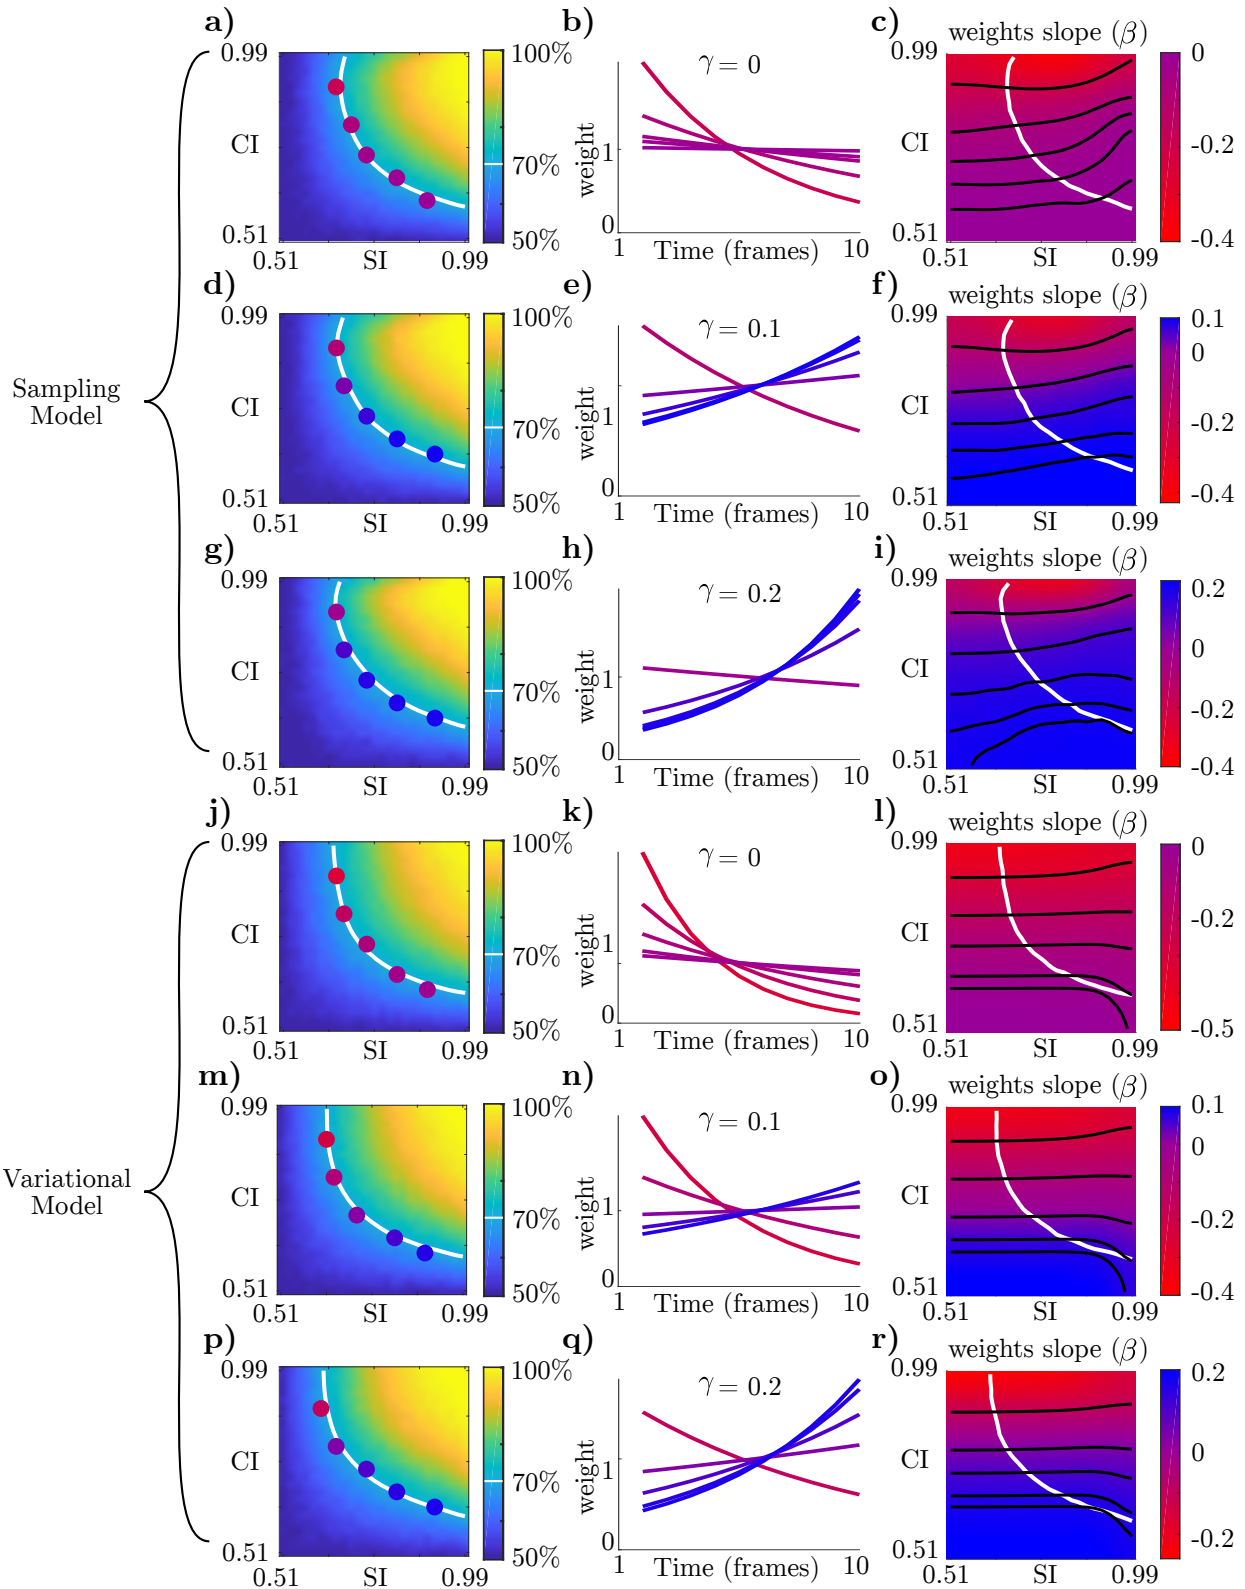 a)
0.99
CI
0.51
0.51
SI
0.99
100%
70%
50%
b)
γ = 0
weight
1
0
1
Time (frames)
10
c)
weights slope (β)
0.99
CI
0.51
0.51
SI
0.99
0
-0.2
-0.4
Sampling
Model
d)
0.99
CI
0.51
0.51
SI
0.99
100%
70%
50%
e)
γ = 0.1
weight
1
0
1
Time (frames)
10
f)
weights slope (β)
0.99
CI
0.51
0.51
SI
0.99
0.1
0
-0.2
-0.4
g)
0.99
CI
0.51
0.51
SI
0.99
100%
70%
50%
h)
γ = 0.2
weight
1
0
1
Time (frames)
10
i)
weights slope (β)
0.99
CI
0.51
0.51
SI
0.99
0.2
0
-0.2
-0.4
j)
0.99
CI
0.51
0.51
SI
0.99
100%
70%
50%
k)
γ = 0
weight
1
0
1
Time (frames)
10
l)
weights slope (β)
0.99
CI
0.51
0.51
SI
0.99
0
-0.2
-0.5
Variational
Model
m)
0.99
CI
0.51
0.51
SI
0.99
100%
70%
50%
n)
γ = 0.1
weight
1
0
1
Time (frames)
10
o)
weights slope (β)
0.99
CI
0.51
0.51
SI
0.99
0.1
0
-0.2
-0.4
p)
0.99
CI
0.51
0.51
SI
0.99
100%
70%
50%
q)
γ = 0.2
weight
1
0
1
Time (frames)
10
r)
weights slope (β)
0.99
CI
0.51
0.51
SI
0.99
0.2
0
-0.2